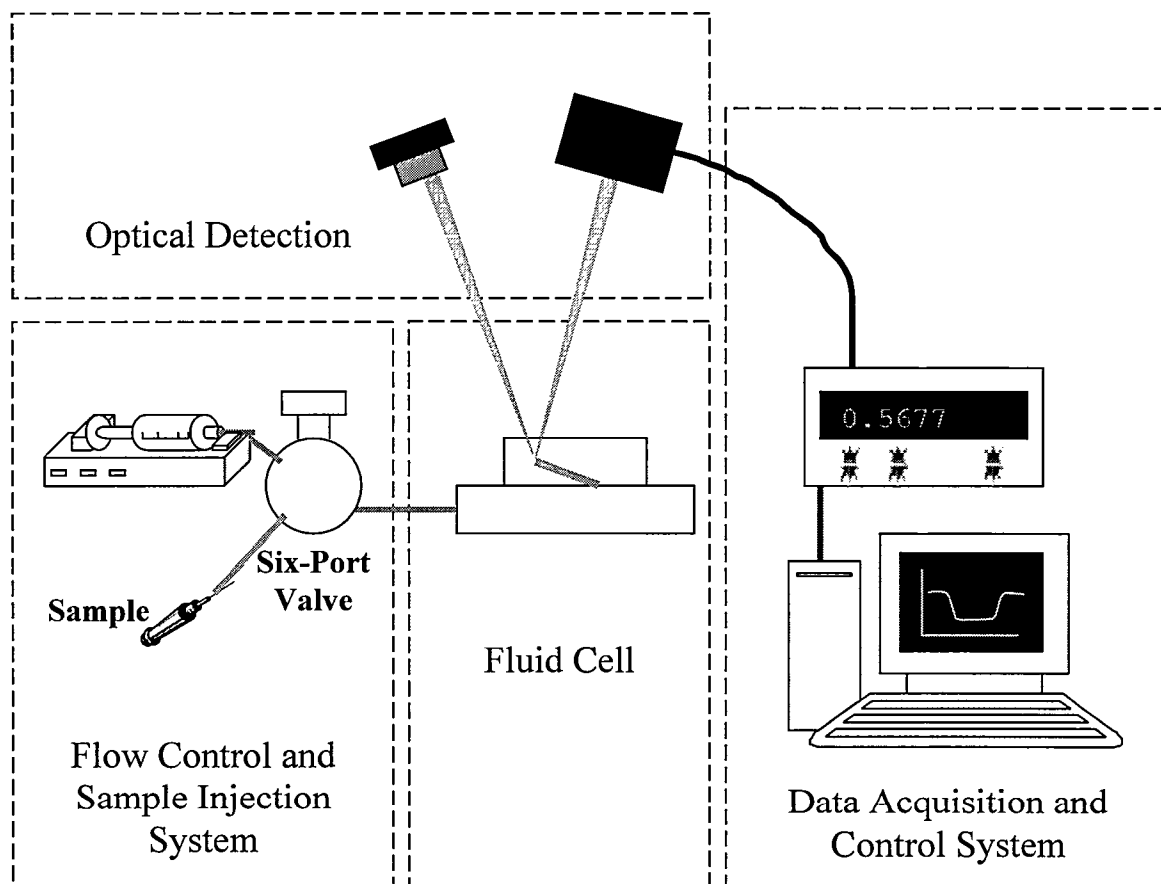 Optical Detection
0.5677
Six-Port
Valve
Sample
Fluid Cell
Flow Control and
Sample Injection
System
Data Acquisition and
Control System